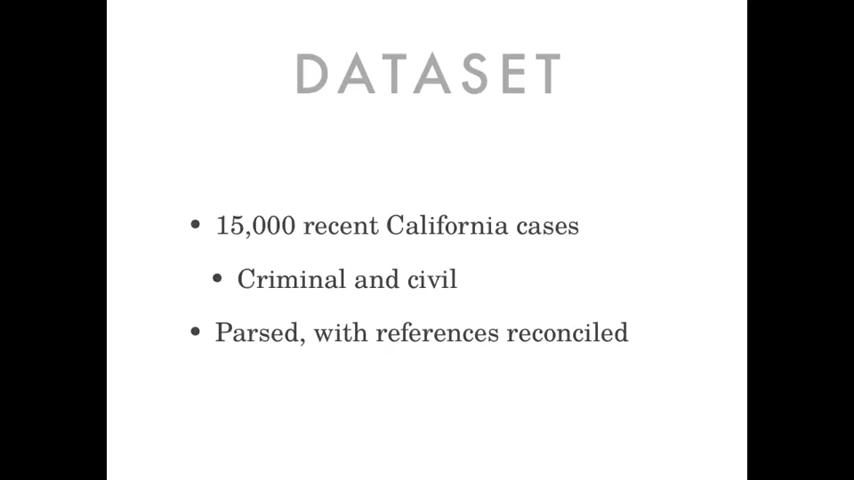 DATASET
• 15,000 recent California cases
• Criminal and civil
• Parsed, with references reconciled